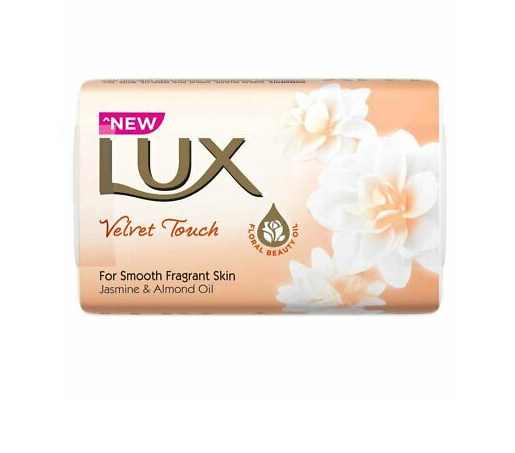 ^NEW
LUX
Velvet Touch
FLORAL BEAUTY OIL
For Smooth Fragrant Skin
Jasmine & Almond Oil